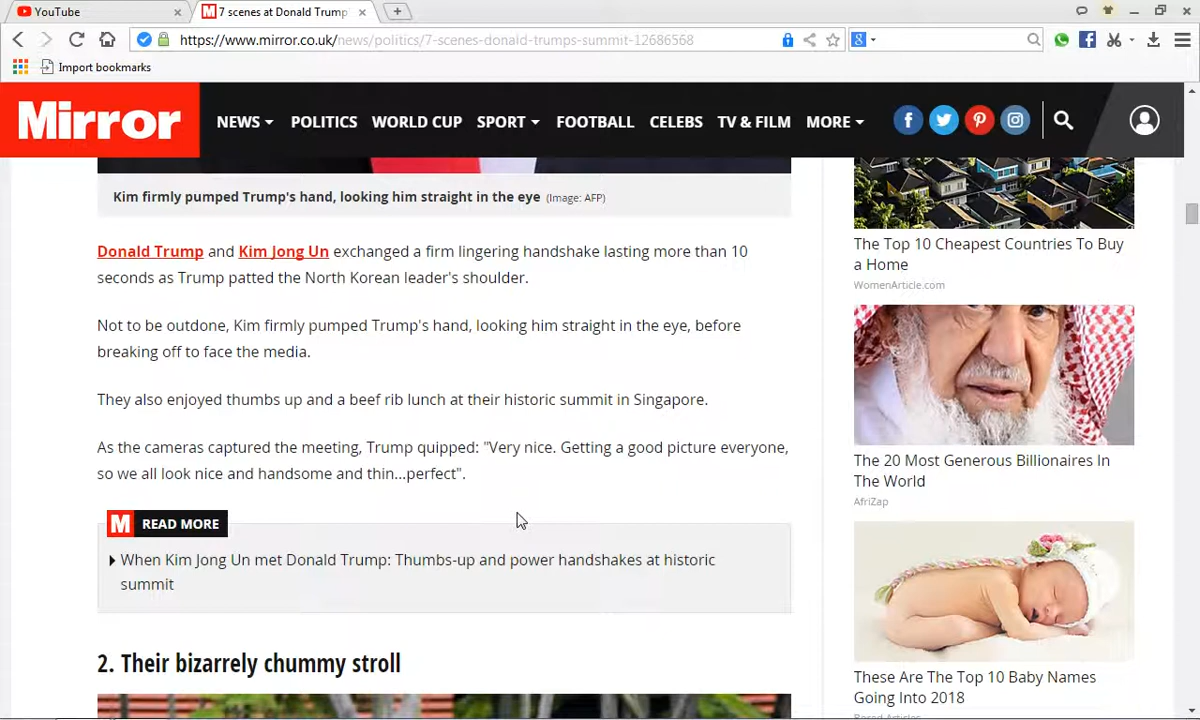 YouTube
7 scenes at Donald Trump
https://www.mirror.co.uk/news/politics/7-scenes-donald-trumps-summit-12686568
Import bookmarks
Mirror
NEWS
POLITICS
WORLD CUP
SPORT
FOOTBALL
CELEBS
TV & FILM
MORE
Kim firmly pumped Trump's hand, looking him straight in the eye (Image: AFP)
Donald Trump and Kim Jong Un exchanged a firm lingering handshake lasting more than 10
seconds as Trump patted the North Korean leader's shoulder.
Not to be outdone, Kim firmly pumped Trump's hand, looking him straight in the eye, before
breaking off to face the media.
They also enjoyed thumbs up and a beef rib lunch at their historic summit in Singapore.
As the cameras captured the meeting, Trump quipped: "Very nice. Getting a good picture everyone,
so we all look nice and handsome and thin...perfect".
M READ MORE
When Kim Jong Un met Donald Trump: Thumbs-up and power handshakes at historic
summit
2. Their bizarrely chummy stroll
The Top 10 Cheapest Countries To Buy
a Home
WomenArticle.com
The 20 Most Generous Billionaires In
The World
AfriZap
These Are The Top 10 Baby Names
Going Into 2018